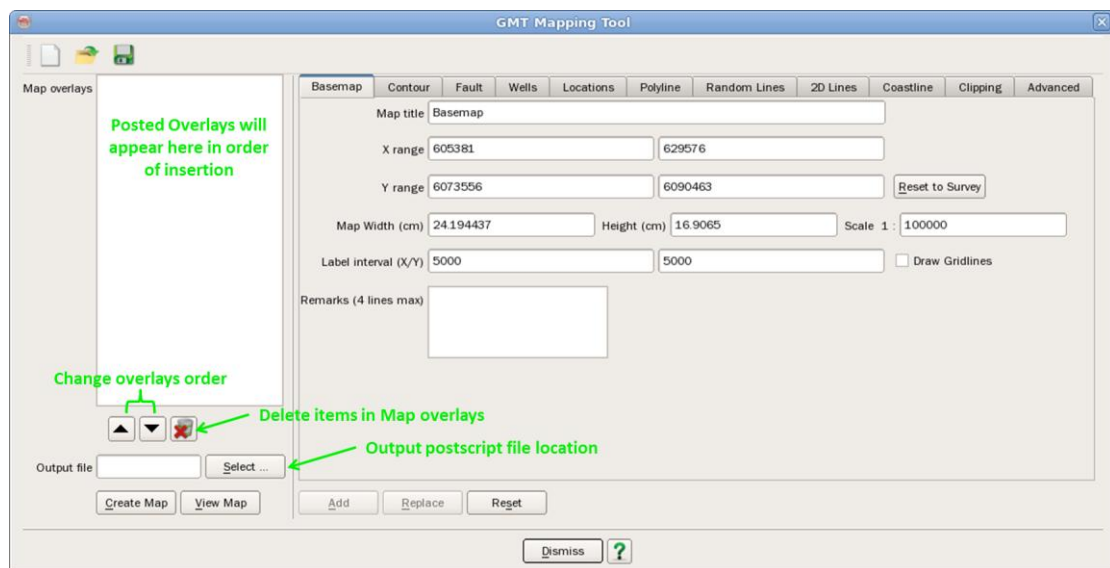 GMT Mapping Tool
Map overlays
Posted Overlays will
appear here in order
of insertion
Change overlays order
Delete items in Map overlays
Output file
Select ...
Output postscript file location
Create Map
View Map
Basemap
Contour
Fault
Wells
Locations
Polyline
Random Lines
2D Lines
Coastline
Clipping
Advanced
Map title Basemap
X range 605381 629576
Y range 6073556 6090463 Reset to Survey
Map Width (cm) 24.194437 Height (cm) 16.9065 Scale 1 : 100000
Label interval (X/Y) 5000 5000 Draw Gridlines
Remarks (4 lines max)
Add
Replace
Reset
Dismiss
?